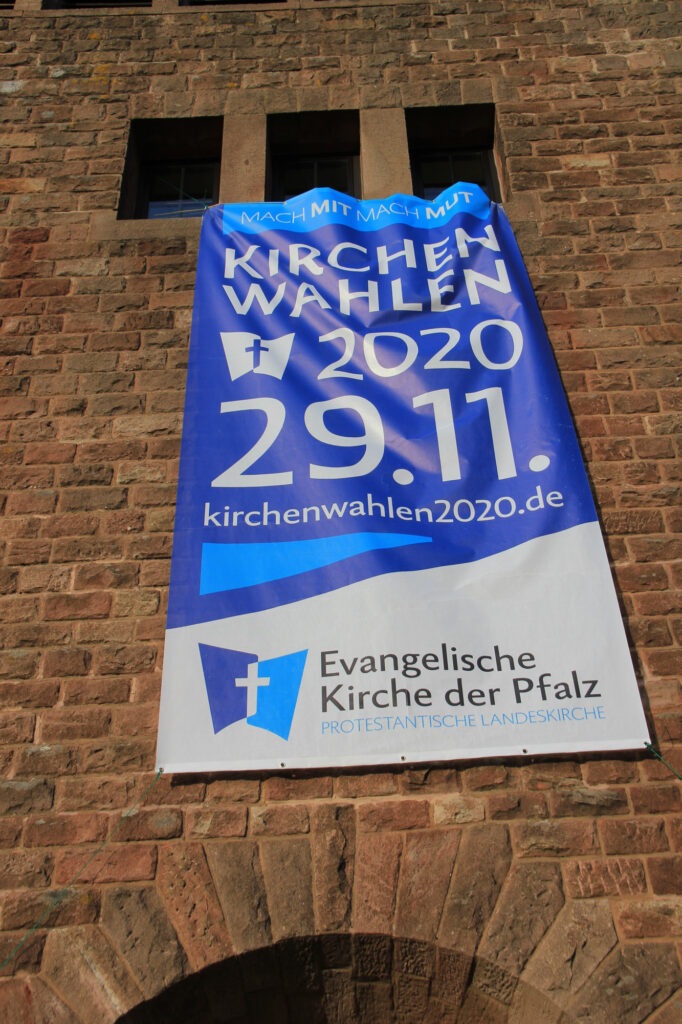 MACH MIT MACH MUT
KIRCHEN
WAHLEN
2020
29.11.
kirchenwahlen2020.de
Evangelische
Kirche der Pfalz
PROTESTANTISCHE LANDESKIRCHE